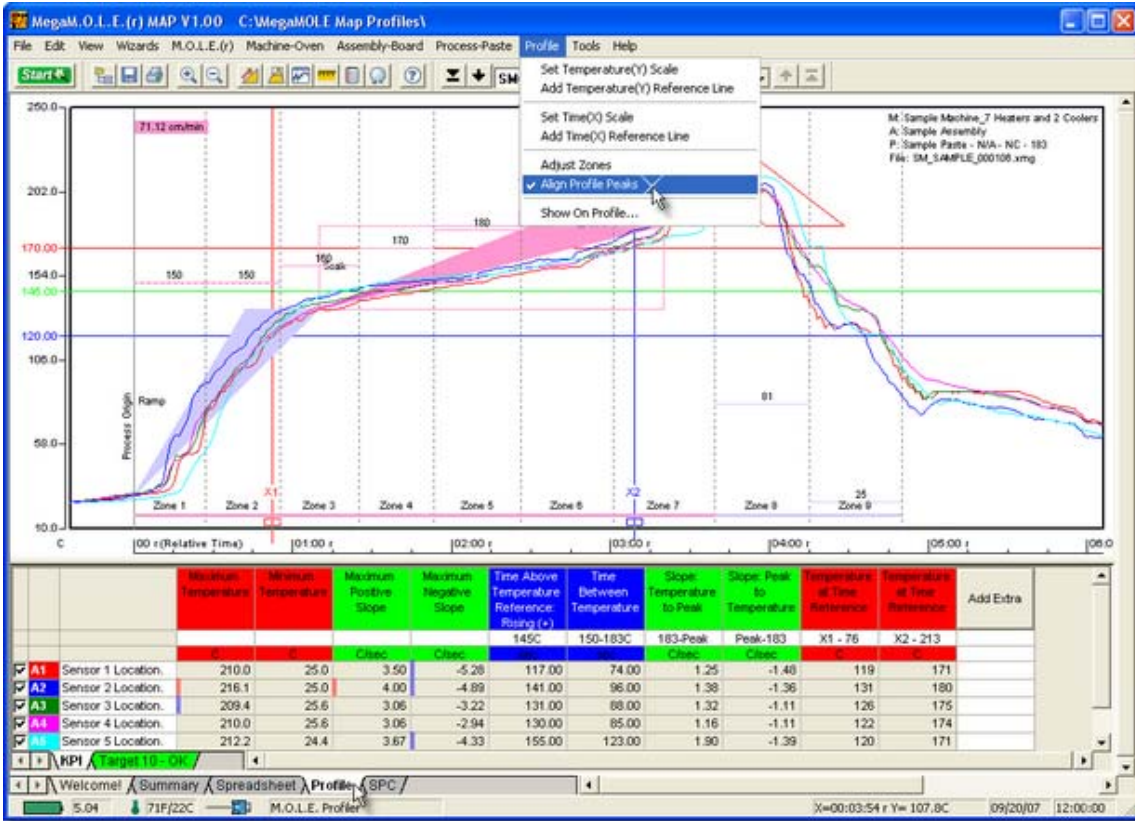 MegaM.O.L.E.(r) MAP V1.00 C:\MegaMOLE Map Profiles\
File Edit View Wizards M.O.L.E.(r) Machine-Oven Assembly-Board Process-Paste Profile Tools Help
Start
SM
Set Temperature(Y) Scale
Add Temperature(Y) Reference Line
Set Time(X) Scale
Add Time(X) Reference Line
Adjust Zones
Align Profile Peaks
Show On Profile...
M: Sample Machine_7 Heaters and 2 Coolers
A: Sample Assembly
P: Sample Paste - N/A - NC - 183
File: SM_SAMPLE_000108.xmg
71.12 cm/min
250.0
202.0
170.00
154.0
145.00
120.00
106.0
58.0
10.0
150 150 160 170 180
Soak
Ramp
Process Origin
81
25
X1 X2
Zone 1 Zone 2 Zone 3 Zone 4 Zone 5 Zone 6 Zone 7 Zone 8 Zone 9
C |00 r(Relative Time) |01:00 r |02:00 r |03:00 r |04:00 r |05:00 r |06:0
Maximum Temperature Minimum Temperature Maximum Positive Slope Maximum Negative Slope Time Above Temperature Reference: Rising (+) Time Between Temperature Slope: Temperature to Peak Slope: Peak to Temperature Temperature at Time Reference Temperature at Time Reference Add Extra
145C 150-183C 183-Peak Peak-183 X1 - 76 X2 - 213
C C C/sec C/sec C/sec C/sec C C
A1 Sensor 1 Location. 210.0 25.0 3.50 -5.28 117.00 74.00 1.25 -1.48 119 171
A2 Sensor 2 Location. 216.1 25.0 4.00 -4.89 141.00 96.00 1.38 -1.36 131 180
A3 Sensor 3 Location. 209.4 25.6 3.06 -3.22 131.00 88.00 1.32 -1.11 126 175
A4 Sensor 4 Location. 210.0 25.6 3.06 -2.94 130.00 85.00 1.16 -1.11 122 174
A5 Sensor 5 Location. 212.2 24.4 3.67 -4.33 155.00 123.00 1.90 -1.39 120 171
KPI Target 10 - OK
Welcome! Summary Spreadsheet Profile SPC
5.04 71F/22C M.O.L.E. Profiler X=00:03:54 r Y= 107.8C 09/20/07 12:00:00